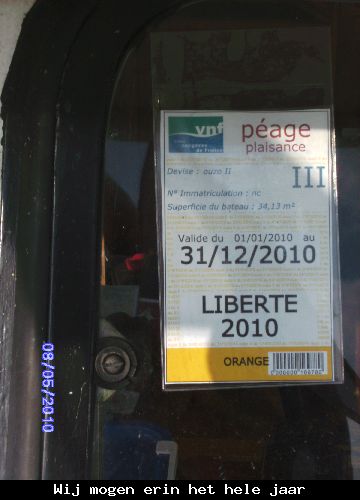 vnf
péage
plaisance
Devise : ouzo II
III
N° Immatriculation : nc
Superficie du bateau : 34,13 m²
Valide du 01/01/2010 au
31/12/2010
LIBERTE
2010
ORANGE
08/05/2010
Wij mogen erin het hele jaar